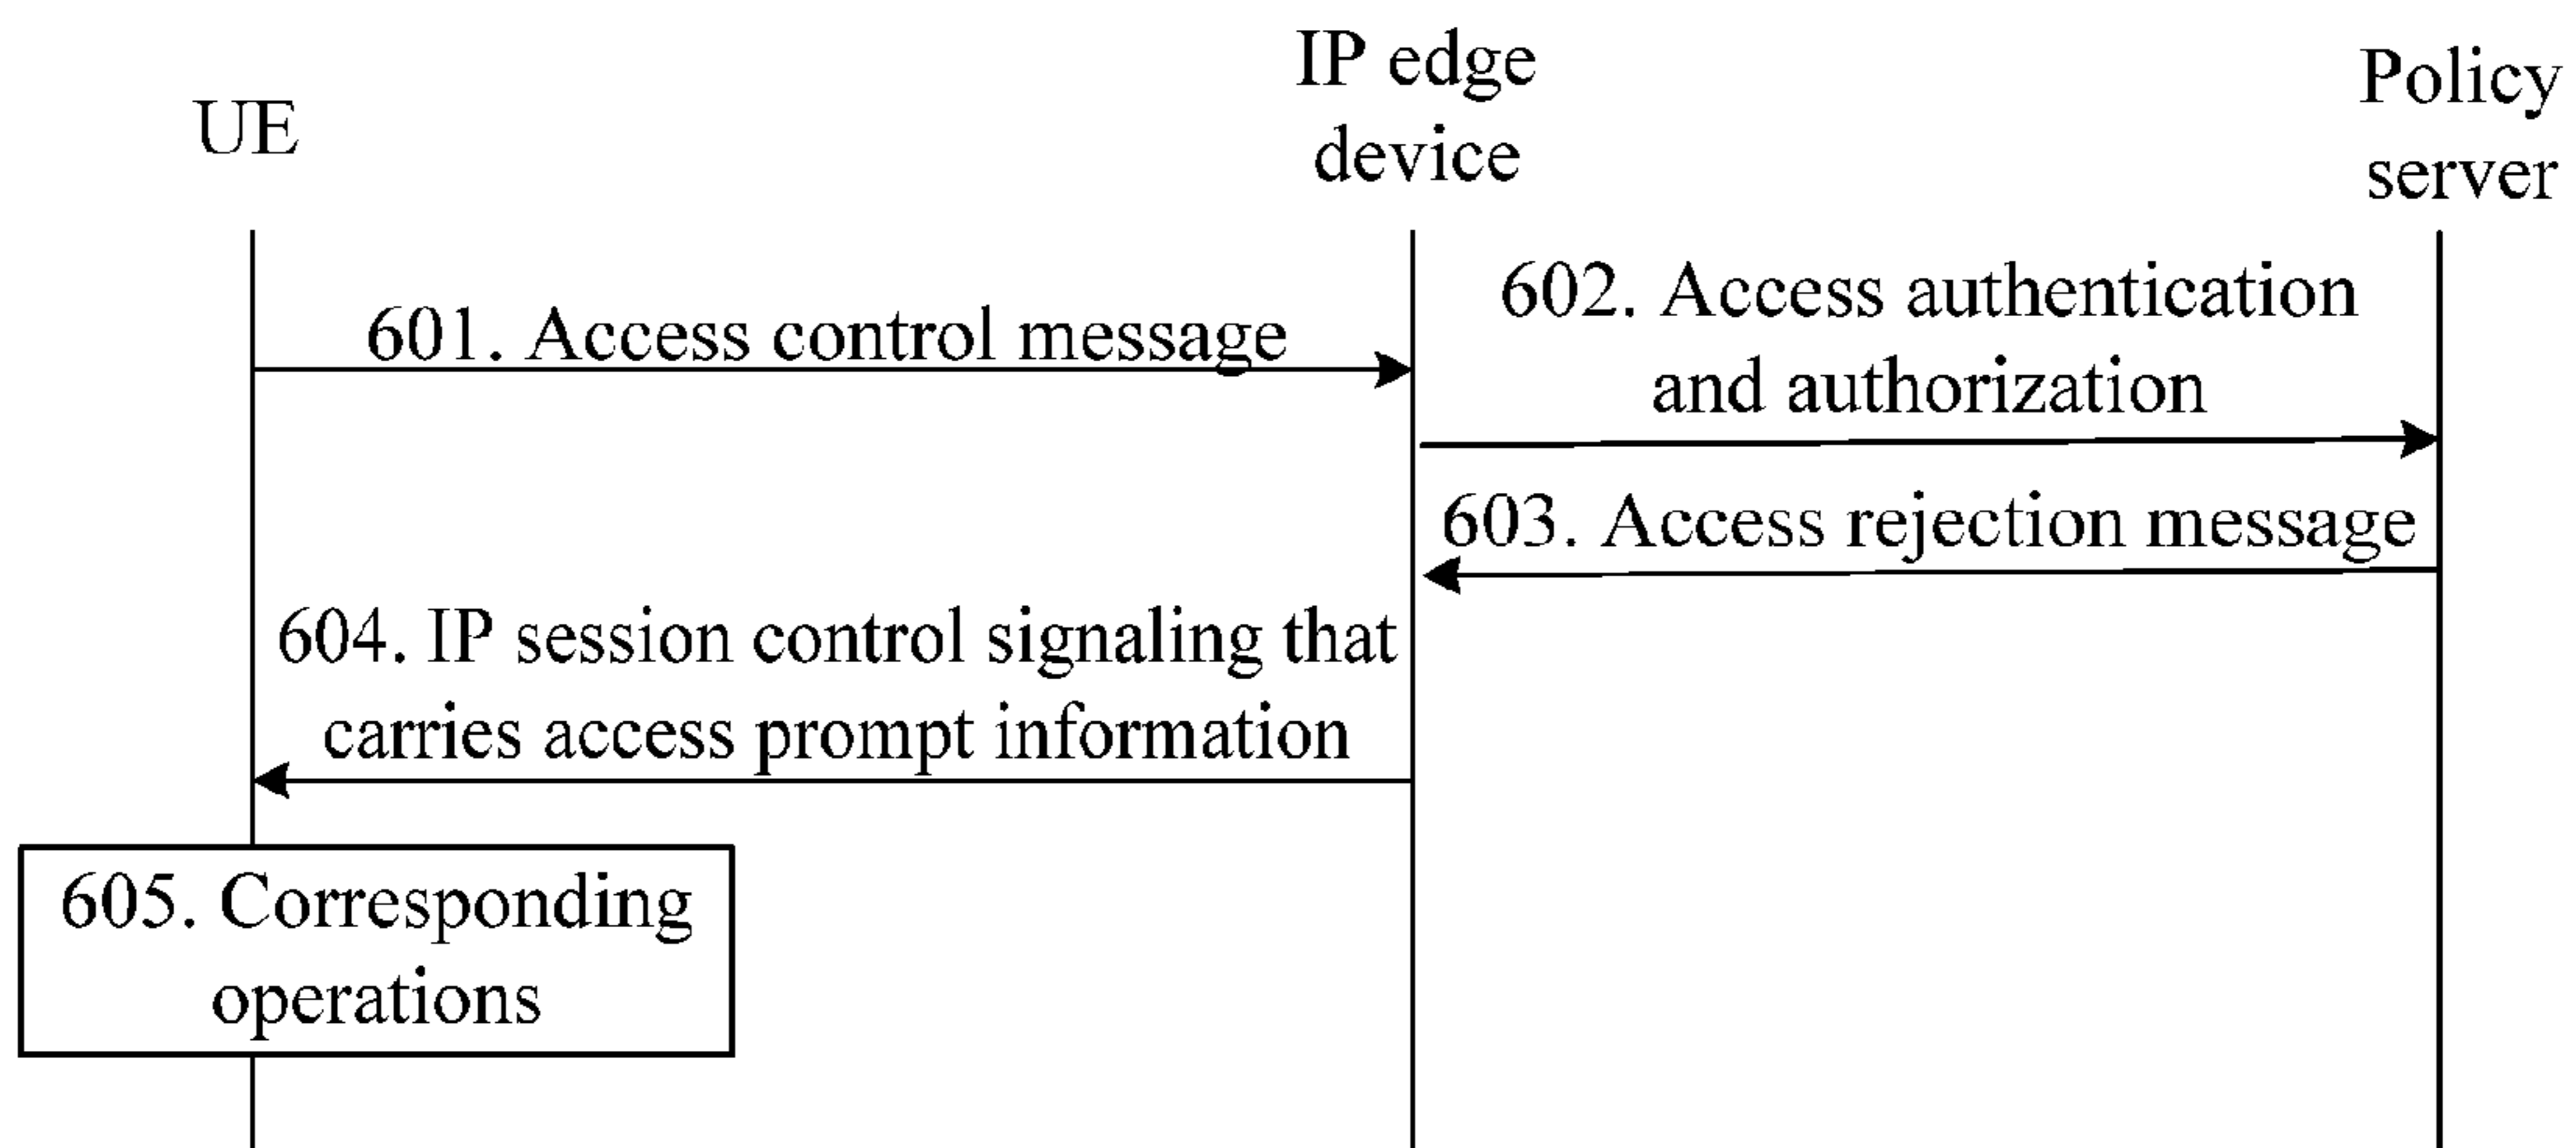 UE
IP edge
device
Policy
server
601. Access control message
602. Access authentication
and authorization
603. Access rejection message
604. IP session control signaling that
carries access prompt information
605. Corresponding
operations